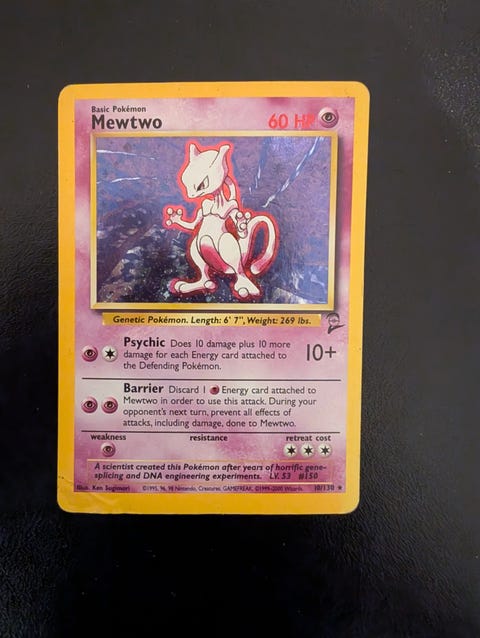 Basic Pokémon
Mewtwo
60 HP
Genetic Pokémon. Length: 6' 7", Weight: 269 lbs.
Psychic Does 10 damage plus 10 more
damage for each Energy card attached to
the Defending Pokémon.
10+
Barrier Discard 1 Energy card attached to
Mewtwo in order to use this attack. During your
opponent's next turn, prevent all effects of
attacks, including damage, done to Mewtwo.
weakness resistance retreat cost
A scientist created this Pokémon after years of horrific gene-
splicing and DNA engineering experiments. LV. 53 #150
Illus. Ken Sugimori ©1995, 96, 98 Nintendo, Creatures, GAMEFREAK. ©1999-2000 Wizards. 10/130 ★